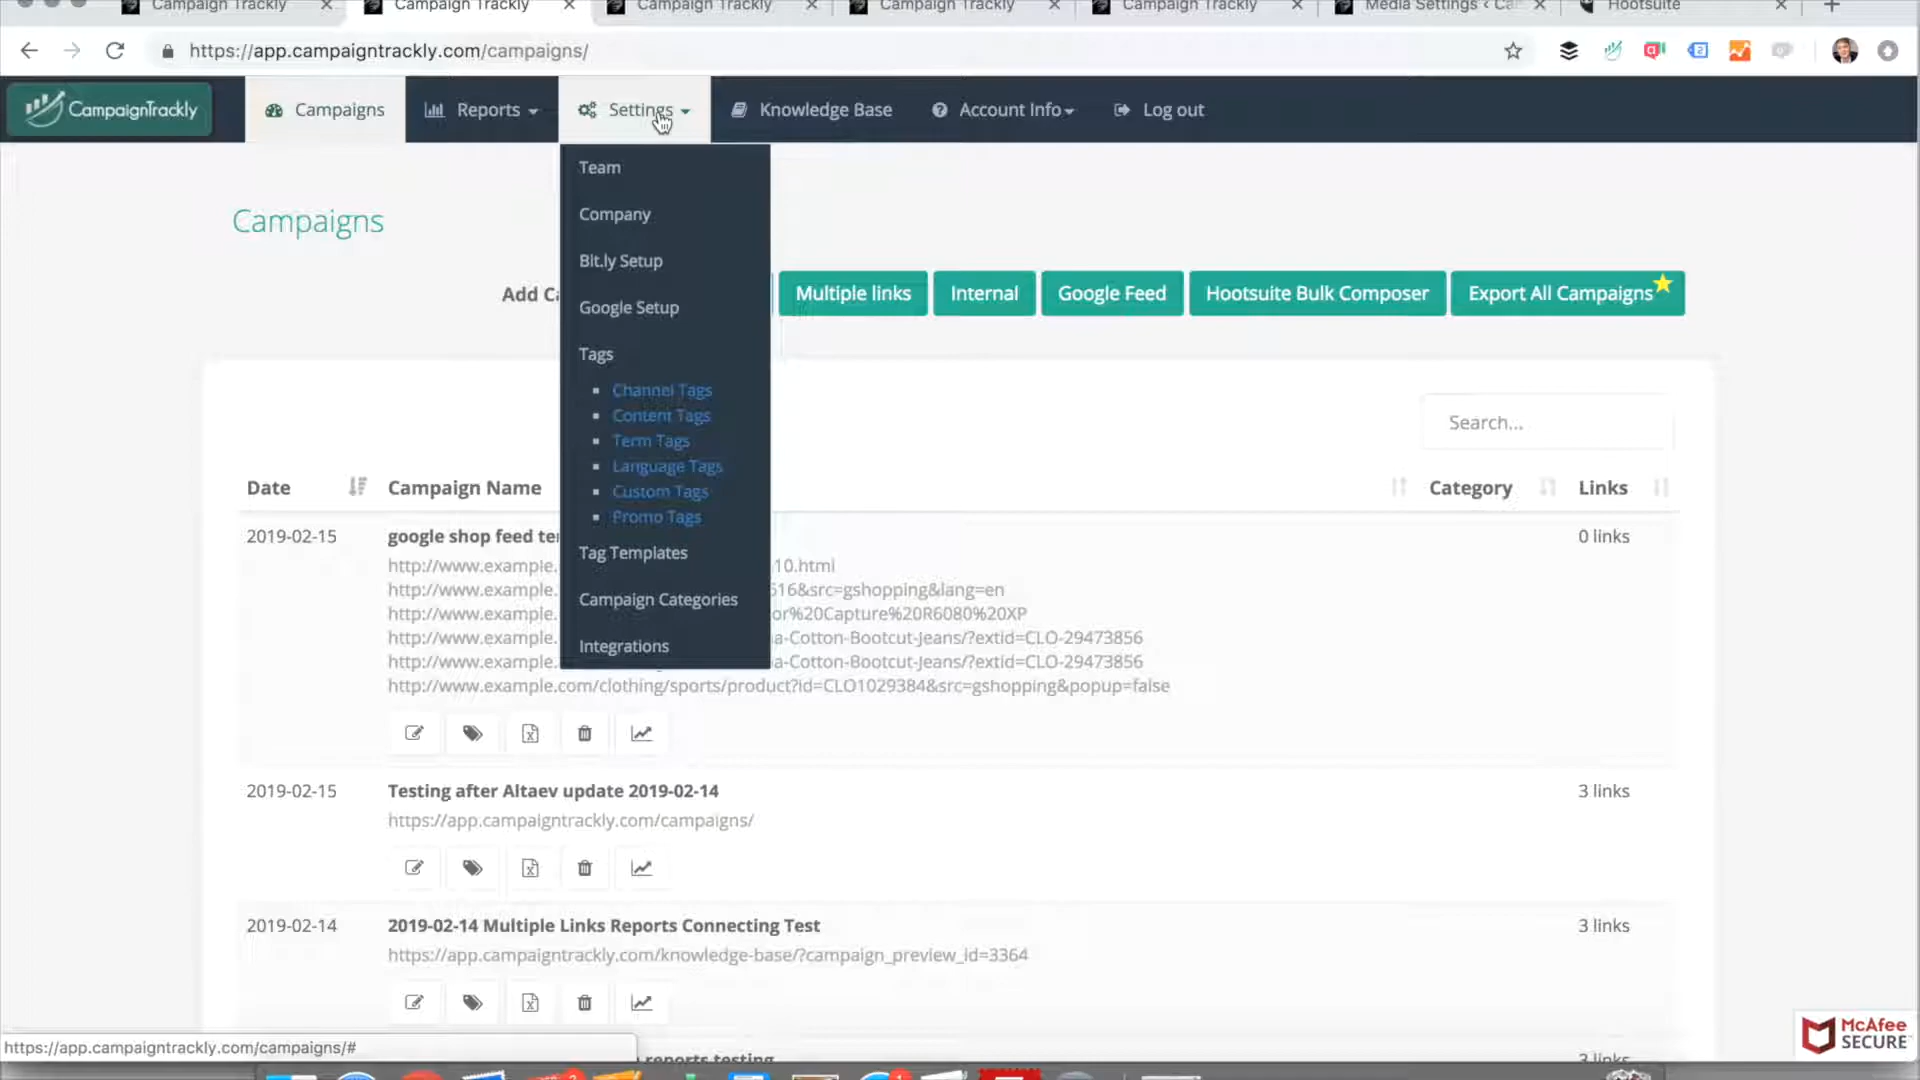 Campaign Trackly
Campaign Trackly
Campaign Trackly
Campaign Trackly
Campaign Trackly
Media Settings ‹ Ca
Hootsuite
https://app.campaigntrackly.com/campaigns/
CampaignTrackly
Campaigns
Reports
Settings
Knowledge Base
Account Info
Log out
Team
Company
Bit.ly Setup
Google Setup
Tags
Channel Tags
Content Tags
Term Tags
Language Tags
Custom Tags
Promo Tags
Tag Templates
Campaign Categories
Integrations
Campaigns
Add Ca
Multiple links
Internal
Google Feed
Hootsuite Bulk Composer
Export All Campaigns
Search...
Date
Campaign Name
Category
Links
2019-02-15
google shop feed te
0 links
http://www.example. 10.html
http://www.example. 616&src=gshopping&lang=en
http://www.example. or%20Capture%20R6080%20XP
http://www.example. a-Cotton-Bootcut-Jeans/?extid=CLO-29473856
http://www.example. a-Cotton-Bootcut-Jeans/?extid=CLO-29473856
http://www.example.com/clothing/sports/product?id=CLO1029384&src=gshopping&popup=false
2019-02-15
Testing after Altaev update 2019-02-14
3 links
https://app.campaigntrackly.com/campaigns/
2019-02-14
2019-02-14 Multiple Links Reports Connecting Test
3 links
https://app.campaigntrackly.com/knowledge-base/?campaign_preview_id=3364
reports testing
3 links
https://app.campaigntrackly.com/campaigns/#
McAfee
SECURE